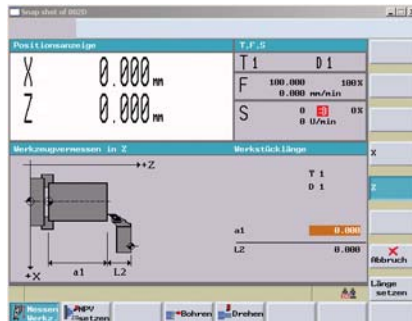 Snap shot of 802D
Positionsanzeige
X 0.000 mm
Z 0.000 mm
T,F,S
T 1 D 1
F 100.000 100%
0.000 mm/min
S 0 0%
0 U/min
Werkzeugvermessen in Z
Werkstücklänge
+Z
T 1
D 1
a1 0.000
L2 0.000
+X a1 L2
X
Z
Abbruch
Länge
setzen
Messen
Werkz.
NPV
setzen
Bohren
Drehen